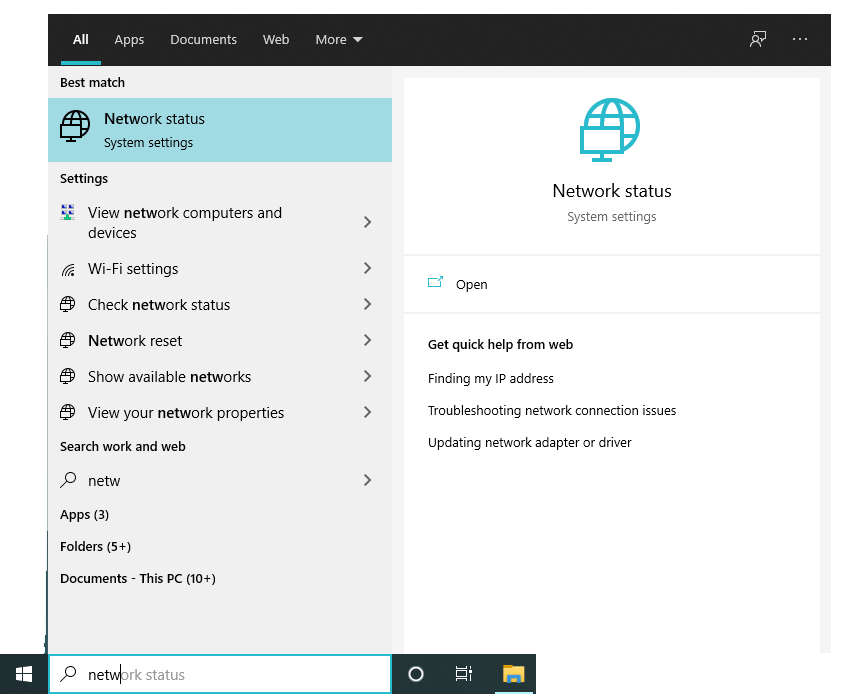 All Apps Documents Web More
Best match
Network status
System settings
Settings
View network computers and
devices
Wi-Fi settings
Check network status
Network reset
Show available networks
View your network properties
Search work and web
netw
Apps (3)
Folders (5+)
Documents - This PC (10+)
Network status
System settings
Open
Get quick help from web
Finding my IP address
Troubleshooting network connection issues
Updating network adapter or driver
network status